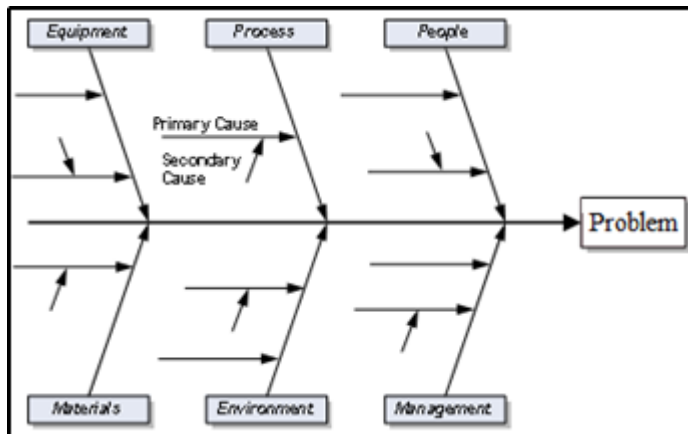 Equipment
Process
People
Primary Cause
Secondary
Cause
Problem
Materials
Environment
Management